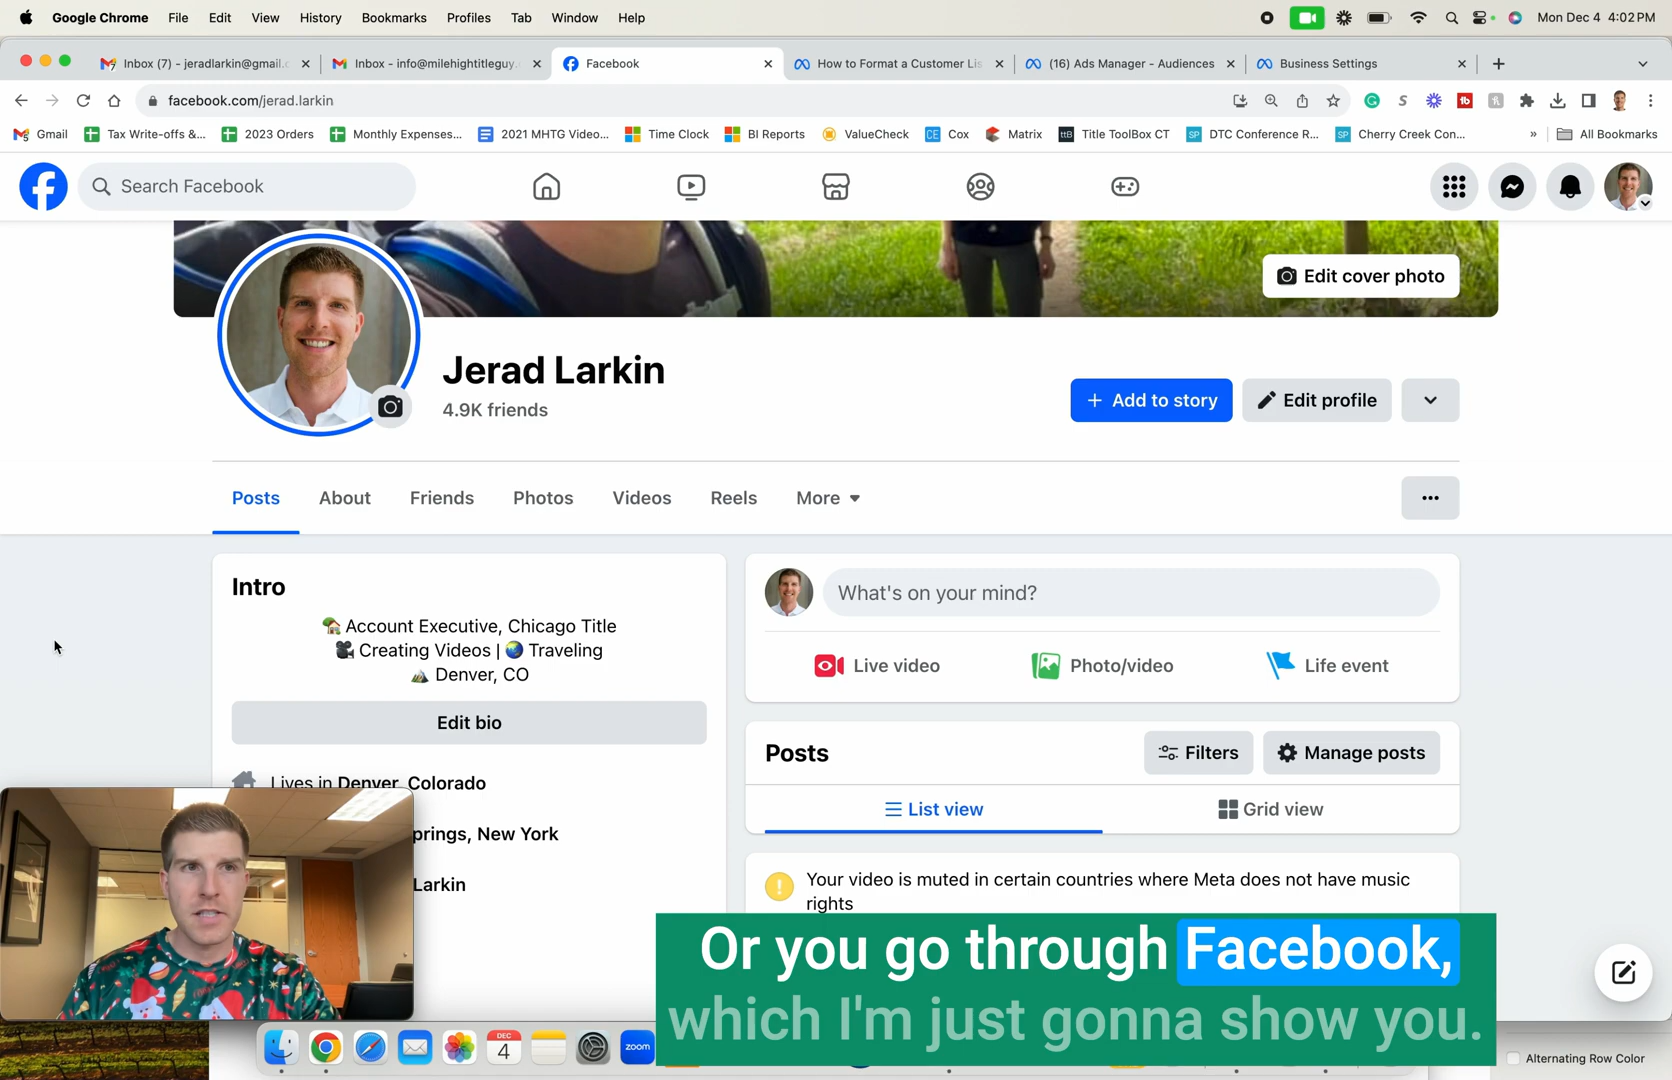 Google Chrome File Edit View History Bookmarks Profiles Tab Window Help
Mon Dec 4 4:02 PM
Inbox (7) - jeradlarkin@gmail.c
Inbox - info@milehightitleguy.
Facebook
How to Format a Customer Lis
(16) Ads Manager - Audiences
Business Settings
facebook.com/jerad.larkin
Gmail
Tax Write-offs &...
2023 Orders
Monthly Expenses...
2021 MHTG Video...
Time Clock
BI Reports
ValueCheck
CE Cox
Matrix
ttB Title ToolBox CT
SP DTC Conference R...
SP Cherry Creek Con...
» All Bookmarks
Search Facebook
Edit cover photo
Jerad Larkin
4.9K friends
+ Add to story
Edit profile
Posts About Friends Photos Videos Reels More
Intro
Account Executive, Chicago Title
Creating Videos | Traveling
Denver, CO
Edit bio
Lives in Denver, Colorado
prings, New York
Larkin
What's on your mind?
Live video
Photo/video
Life event
Posts
Filters
Manage posts
List view
Grid view
Your video is muted in certain countries where Meta does not have music
rights
Or you go through Facebook,
which I'm just gonna show you.
DEC
4
zoom
Alternating Row Color